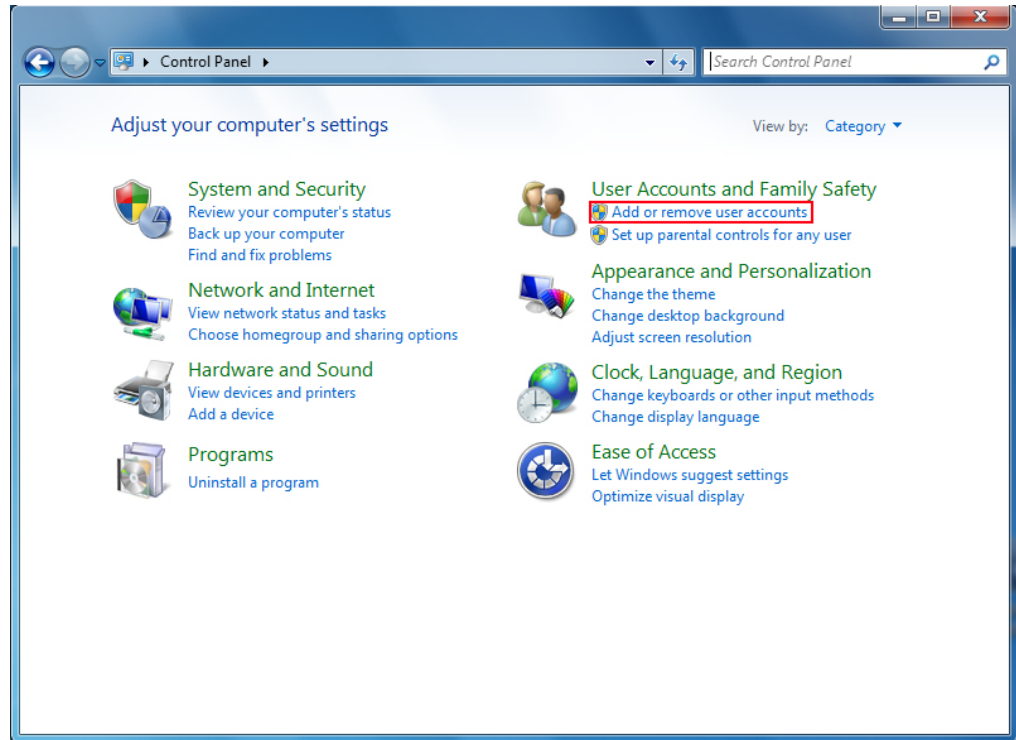 Control Panel
Search Control Panel
Adjust your computer's settings
View by: Category
System and Security
Review your computer's status
Back up your computer
Find and fix problems
Network and Internet
View network status and tasks
Choose homegroup and sharing options
Hardware and Sound
View devices and printers
Add a device
Programs
Uninstall a program
User Accounts and Family Safety
Add or remove user accounts
Set up parental controls for any user
Appearance and Personalization
Change the theme
Change desktop background
Adjust screen resolution
Clock, Language, and Region
Change keyboards or other input methods
Change display language
Ease of Access
Let Windows suggest settings
Optimize visual display